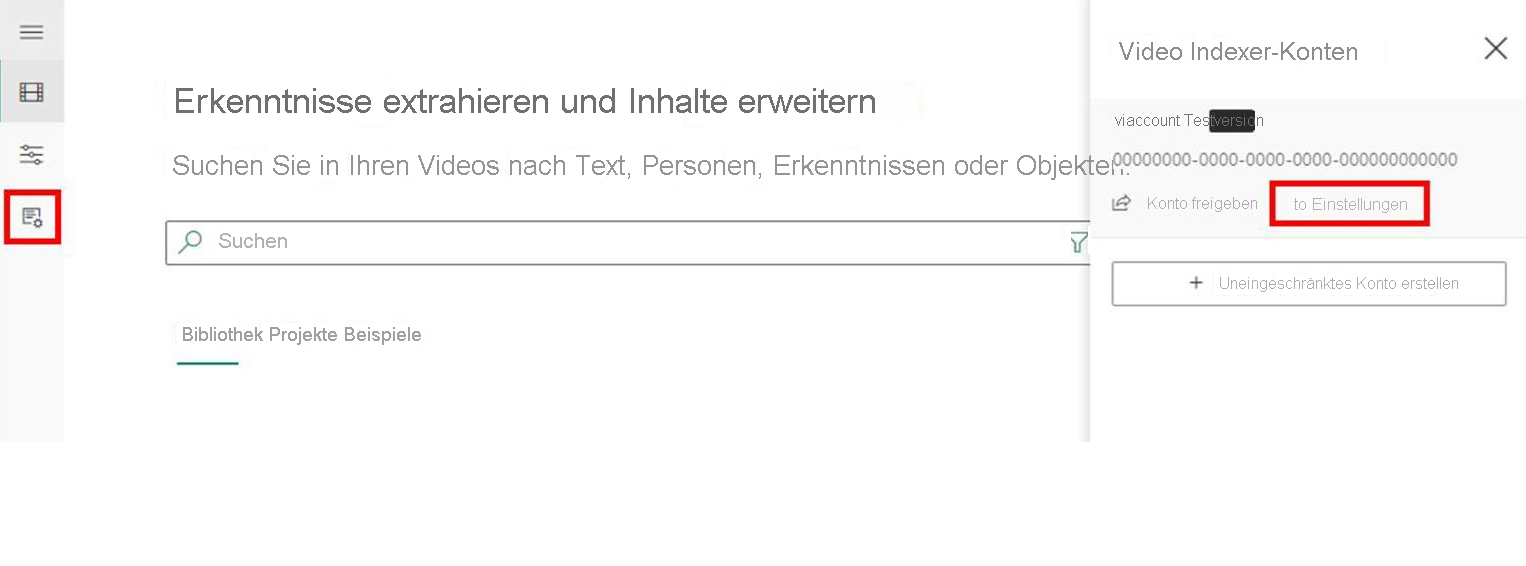 Erkenntnisse extrahieren und Inhalte erweitern
Suchen Sie in Ihren Videos nach Text, Personen, Erkenntnissen oder Objekten.
Suchen
Bibliothek Projekte Beispiele
Video Indexer-Konten
viaccount Testversion
00000000-0000-0000-0000-000000000000
Konto freigeben
to Einstellungen
+ Uneingeschränktes Konto erstellen